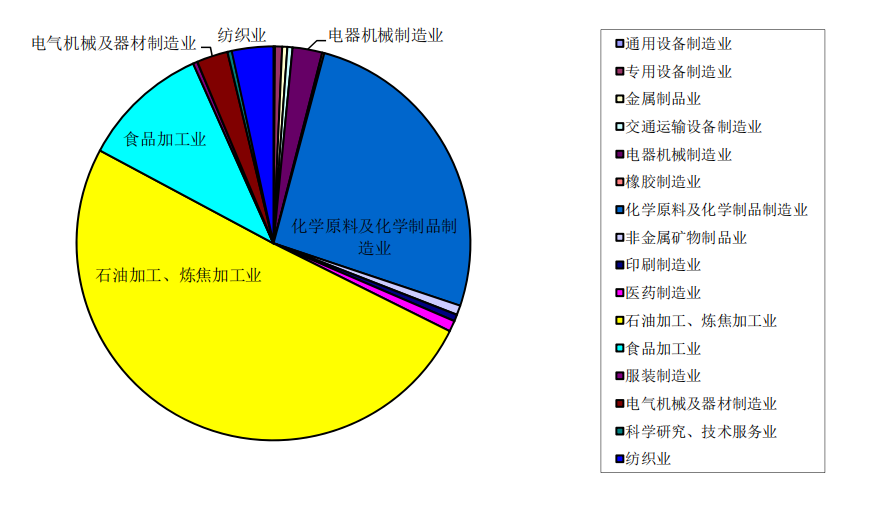 电气机械及器材制造业
纺织业
电器机械制造业
食品加工业
化学原料及化学制品制
造业
石油加工、炼焦加工业
通用设备制造业
专用设备制造业
金属制品业
交通运输设备制造业
电器机械制造业
橡胶制造业
化学原料及化学制品制造业
非金属矿物制品业
印刷制造业
医药制造业
石油加工、炼焦加工业
食品加工业
服装制造业
电气机械及器材制造业
科学研究、技术服务业
纺织业